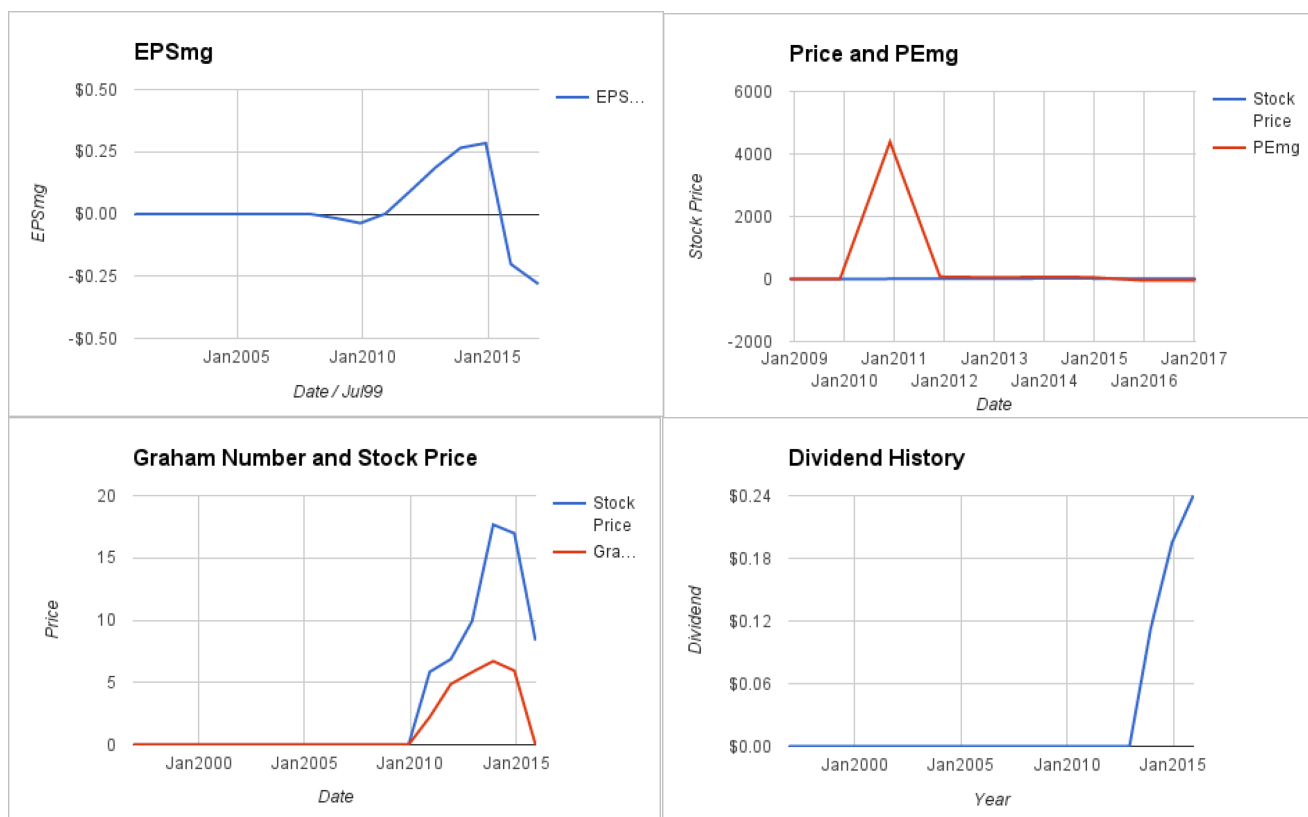 EPSmg
$0.50
$0.25
$0.00
-$0.25
-$0.50
EPSmg
Jan2005
Jan2010
Jan2015
Date / Jul99
EPS...
Price and PEmg
6000
4000
2000
0
-2000
Stock Price
Jan2009
Jan2010
Jan2011
Jan2012
Jan2013
Jan2014
Jan2015
Jan2016
Jan2017
Date
Stock
Price
PEmg
Graham Number and Stock Price
20
15
10
5
0
Price
Jan2000
Jan2005
Jan2010
Jan2015
Date
Stock
Price
Gra...
Dividend History
$0.24
$0.18
$0.12
$0.06
$0.00
Dividend
Jan2000
Jan2005
Jan2010
Jan2015
Year